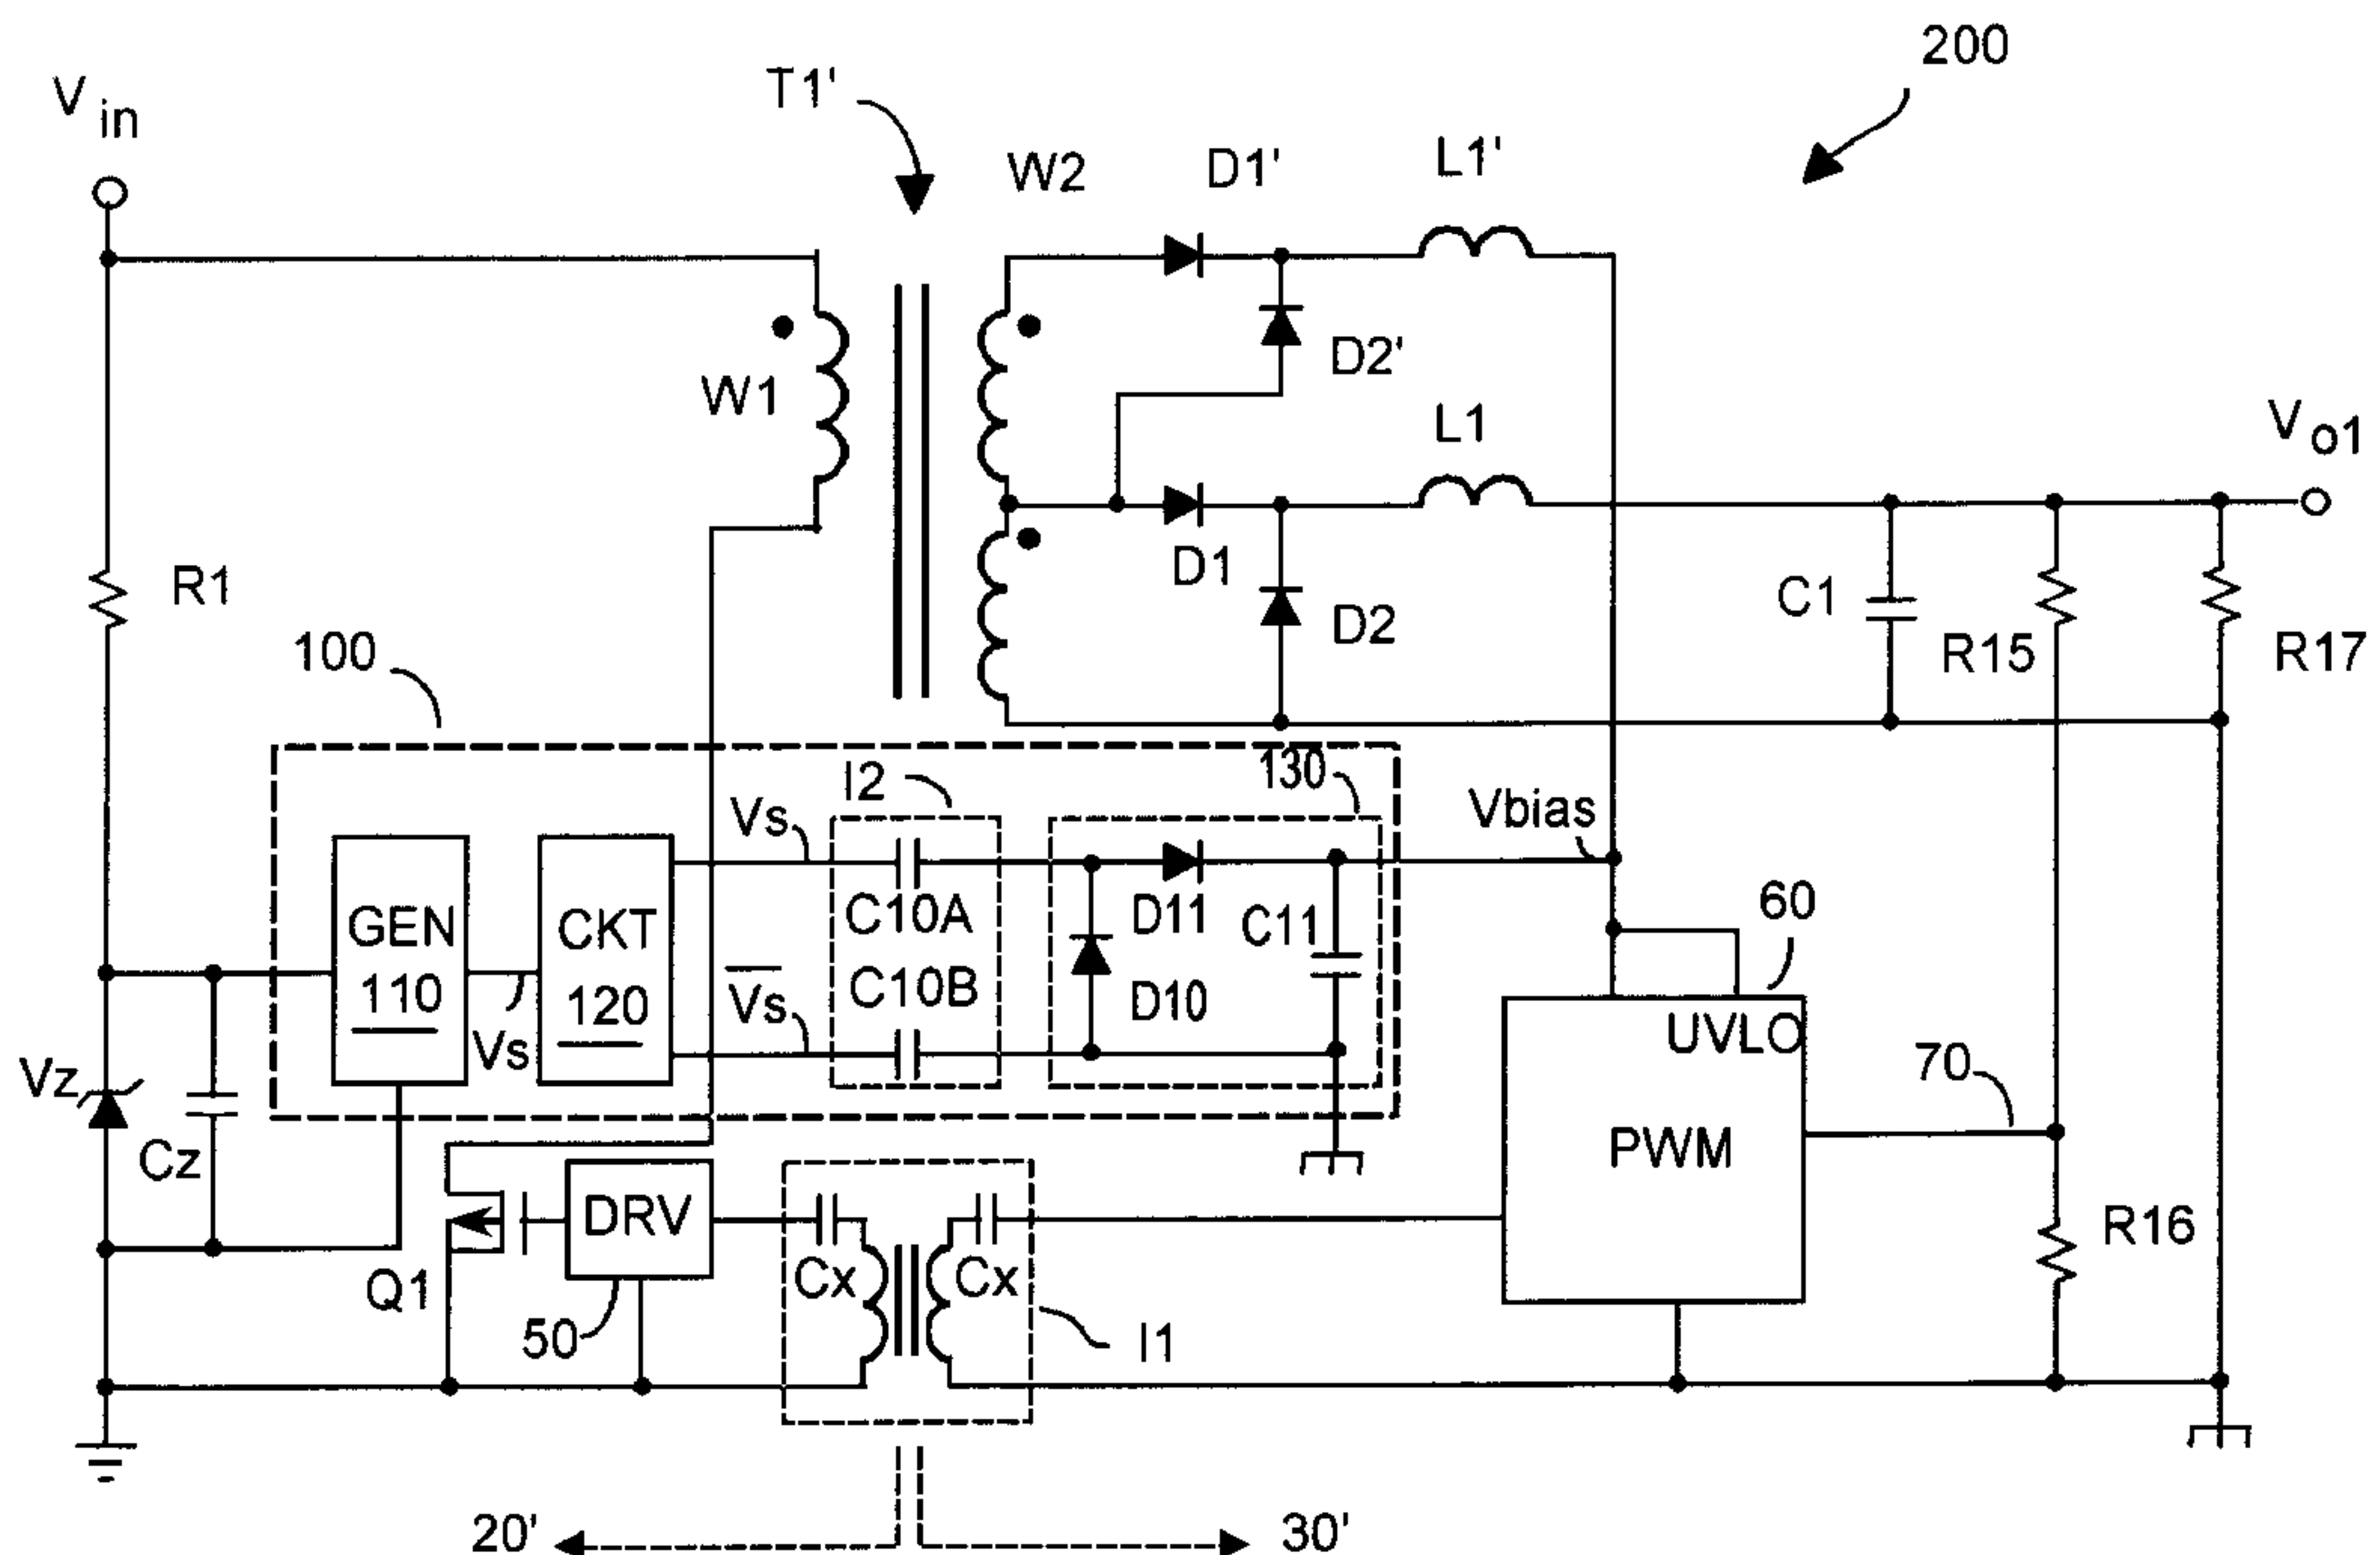 200
Vin
T1'
W2
D1'
L1'
W1
D2'
L1
Vo1
R1
D1
D2
C1
R15
R17
100
I2
130
Vs
Vbias
GEN
110
CKT
120
C10A
D11
C11
60
Vs
C10B
D10
Vs
UVLO
Vz
70
Cz
PWM
DRV
Q1
Cx
Cx
R16
50
I1
20'
30'